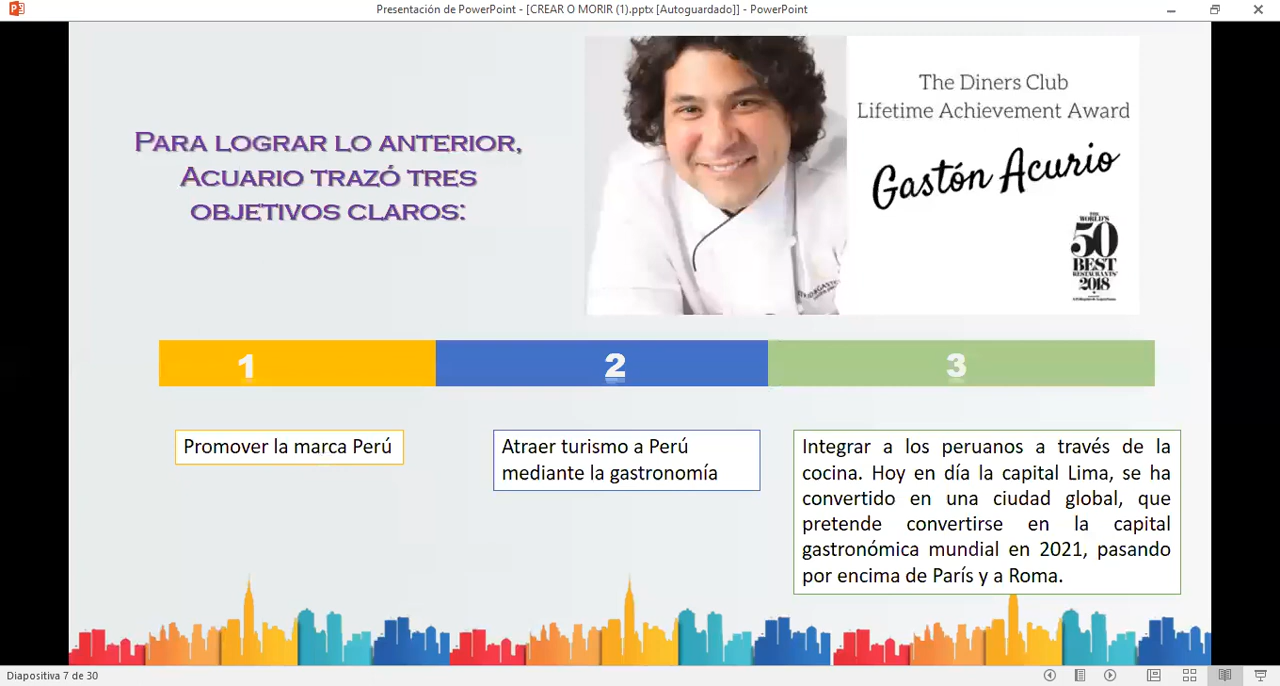 Presentación de PowerPoint - [CREAR O MORIR (1).pptx [Autoguardado]] - PowerPoint
PARA LOGRAR LO ANTERIOR,
ACUARIO TRAZÓ TRES
OBJETIVOS CLAROS:
The Diners Club
Lifetime Achievement Award
Gastón Acurio
THE
WORLD'S
50
BEST
RESTAURANTS
2018
1
2
3
Promover la marca Perú
Atraer turismo a Perú
mediante la gastronomía
Integrar a los peruanos a través de la
cocina. Hoy en día la capital Lima, se ha
convertido en una ciudad global, que
pretende convertirse en la capital
gastronómica mundial en 2021, pasando
por encima de París y a Roma.
Diapositiva 7 de 30